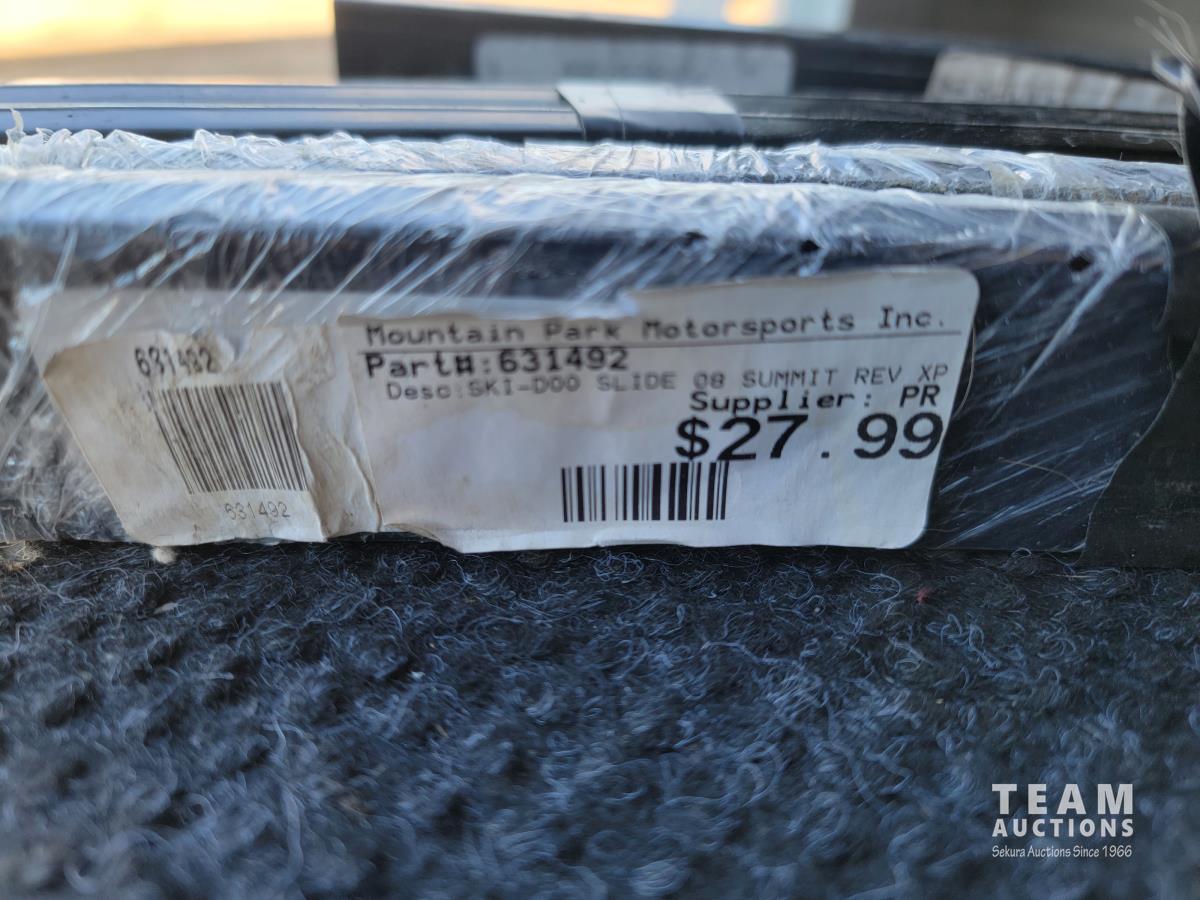 631492
631492
Mountain Park Motorsports Inc.
Part#:631492
Desc:SKI-DOO SLIDE 08 SUMMIT REV XP
Supplier: PR
$27.99
TEAM
AUCTIONS
Sekura Auctions Since 1966